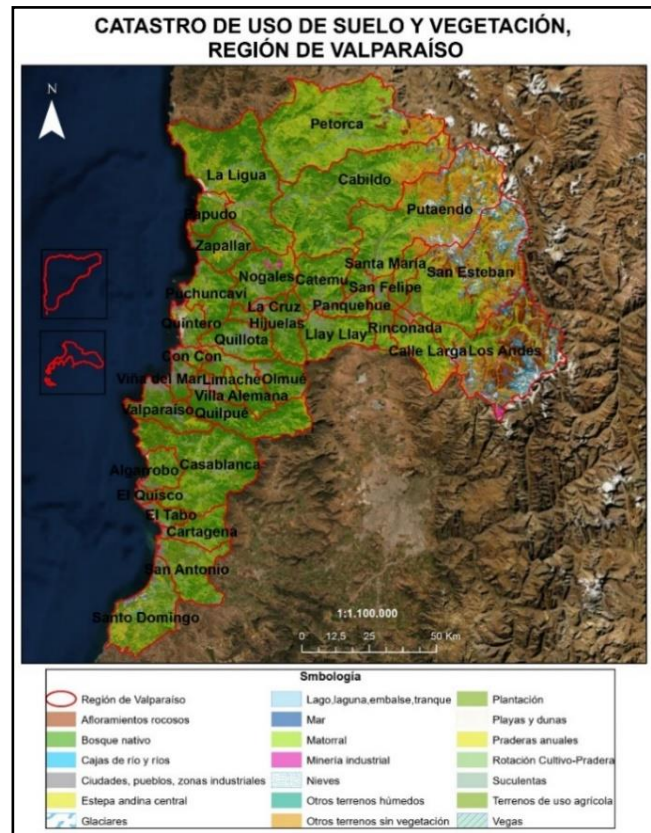 CATASTRO DE USO DE SUELO Y VEGETACIÓN,
REGIÓN DE VALPARAÍSO
N
Petorca
La Ligua
Cabildo
Papudo
Putaendo
Zapallar
Santa María
Nogales
Catemu
San Esteban
San Felipe
Puchuncaví
La Cruz
Panquehue
Quintero
Hijuelas
Rinconada
Quillota
Llay Llay
Calle Larga
Los Andes
Con Con
Viña del Mar
Limache
Olmué
Villa Alemana
Valparaíso
Quilpué
Algarrobo
Casablanca
El Quisco
El Tabo
Cartagena
San Antonio
Santo Domingo
1:1.100.000
0 12,5 25 50 Km
Smbología
Región de Valparaíso
Afloramientos rocosos
Bosque nativo
Cajas de río y ríos
Ciudades, pueblos, zonas industriales
Estepa andina central
Glaciares
Lago,laguna,embalse,tranque
Mar
Matorral
Minería industrial
Nieves
Otros terrenos húmedos
Otros terrenos sin vegetación
Plantación
Playas y dunas
Praderas anuales
Rotación Cultivo-Pradera
Suculentas
Terrenos de uso agrícola
Vegas